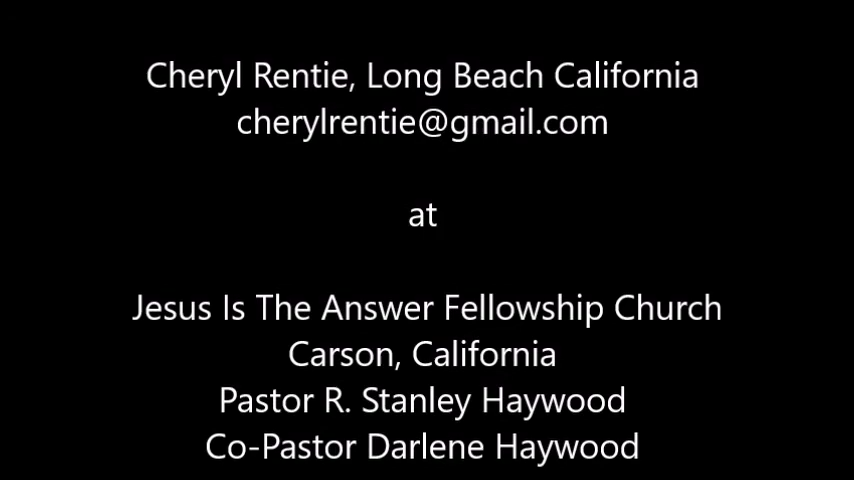 Cheryl Rentie, Long Beach California
cherylrentie@gmail.com
at
Jesus Is The Answer Fellowship Church
Carson, California
Pastor R. Stanley Haywood
Co-Pastor Darlene Haywood